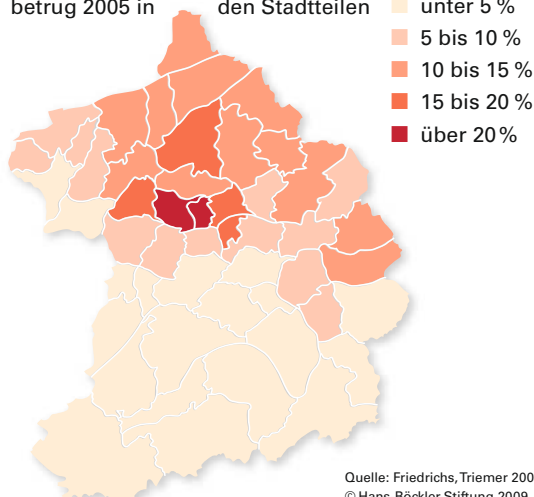 betrug 2005 in den Stadtteilen
unter 5 %
5 bis 10 %
10 bis 15 %
15 bis 20 %
über 20 %
Quelle: Friedrichs, Triemer 200
© Hans-Böckler Stiftung 2009